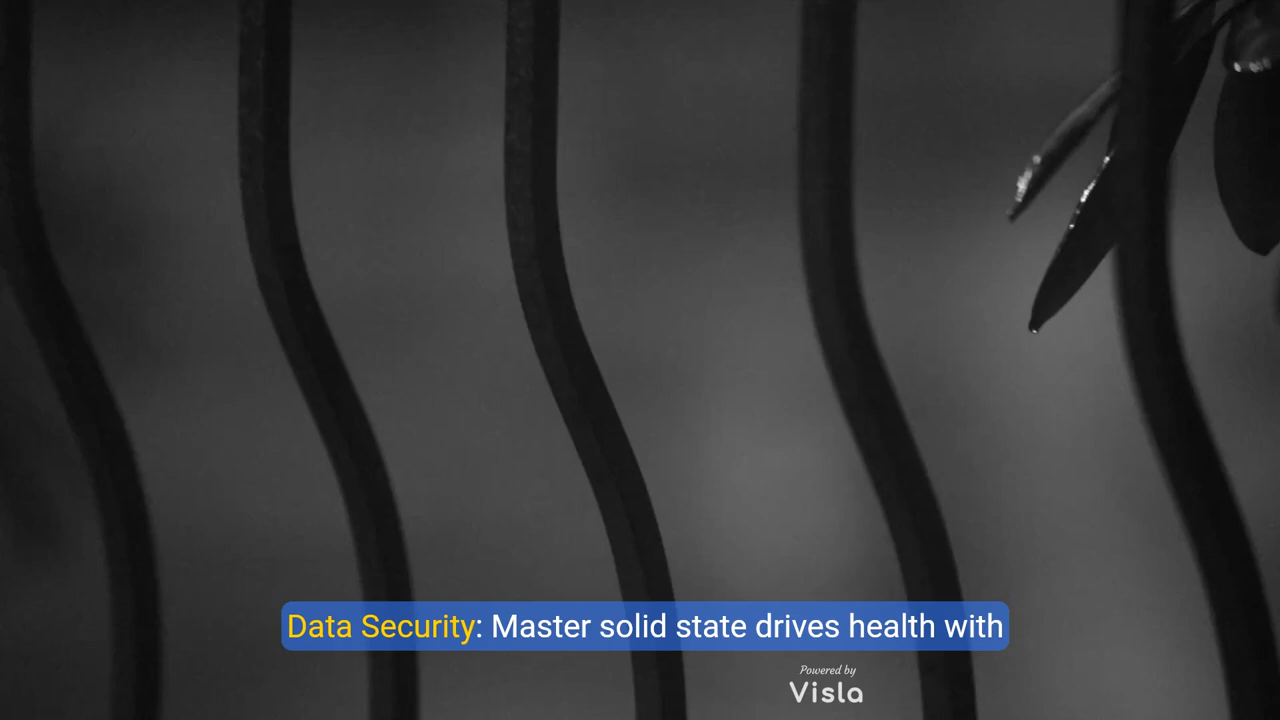 Data Security: Master solid state drives health with
Powered by
Visla